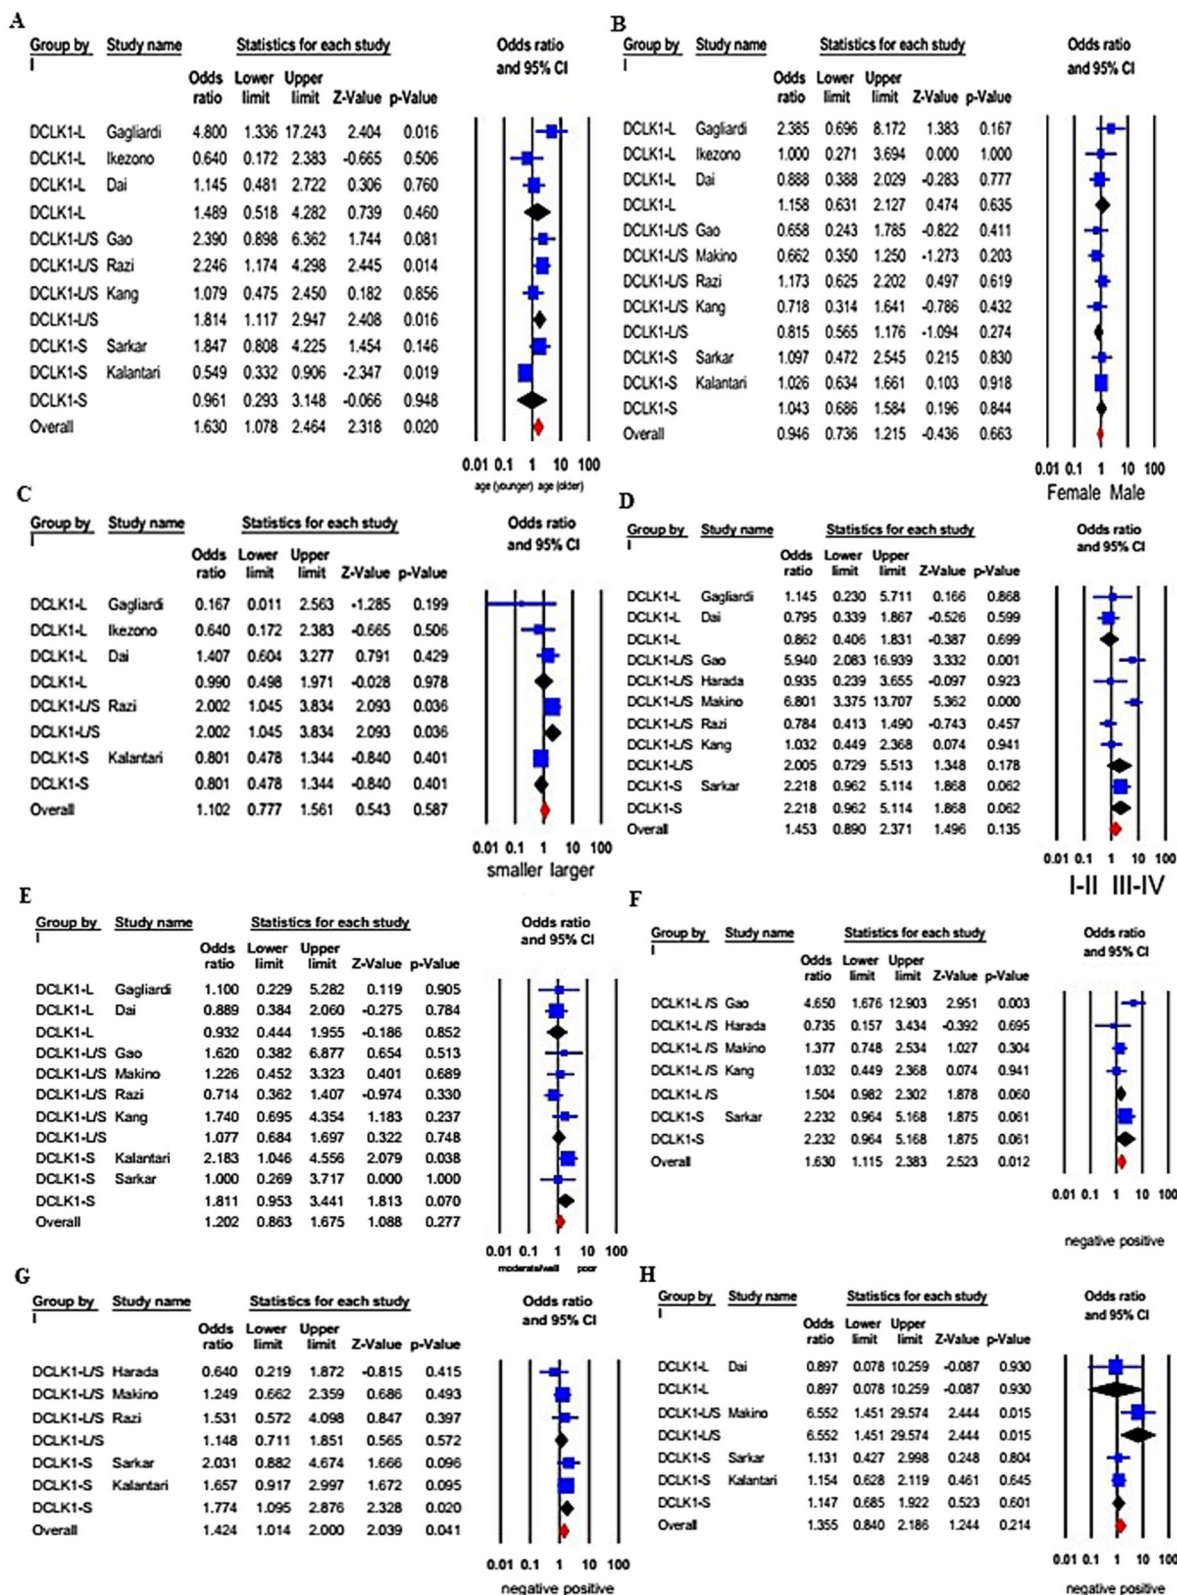 A
Group by Study name Statistics for each study Odds ratio
I and 95% CI
Odds Lower Upper
ratio limit limit Z-Value p-Value
DCLK1-L Gagliardi 4.800 1.336 17.243 2.404 0.016
DCLK1-L Ikezono 0.640 0.172 2.383 -0.665 0.506
DCLK1-L Dai 1.145 0.481 2.722 0.306 0.760
DCLK1-L 1.489 0.518 4.282 0.739 0.460
DCLK1-L/S Gao 2.390 0.898 6.362 1.744 0.081
DCLK1-L/S Razi 2.246 1.174 4.298 2.445 0.014
DCLK1-L/S Kang 1.079 0.475 2.450 0.182 0.856
DCLK1-L/S 1.814 1.117 2.947 2.408 0.016
DCLK1-S Sarkar 1.847 0.808 4.225 1.454 0.146
DCLK1-S Kalantari 0.549 0.332 0.906 -2.347 0.019
DCLK1-S 0.961 0.293 3.148 -0.066 0.948
Overall 1.630 1.078 2.464 2.318 0.020
0.01 0.1 1 10 100
age (younger) age (older)
B
Group by Study name Statistics for each study Odds ratio
I and 95% CI
Odds Lower Upper
ratio limit limit Z-Value p-Value
DCLK1-L Gagliardi 2.385 0.696 8.172 1.383 0.167
DCLK1-L Ikezono 1.000 0.271 3.694 0.000 1.000
DCLK1-L Dai 0.888 0.388 2.029 -0.283 0.777
DCLK1-L 1.158 0.631 2.127 0.474 0.635
DCLK1-L/S Gao 0.658 0.243 1.785 -0.822 0.411
DCLK1-L/S Makino 0.662 0.350 1.250 -1.273 0.203
DCLK1-L/S Razi 1.173 0.625 2.202 0.497 0.619
DCLK1-L/S Kang 0.718 0.314 1.641 -0.786 0.432
DCLK1-L/S 0.815 0.565 1.176 -1.094 0.274
DCLK1-S Sarkar 1.097 0.472 2.545 0.215 0.830
DCLK1-S Kalantari 1.026 0.634 1.661 0.103 0.918
DCLK1-S 1.043 0.686 1.584 0.196 0.844
Overall 0.946 0.736 1.215 -0.436 0.663
0.01 0.1 1 10 100
Female Male
C
Group by Study name Statistics for each study Odds ratio
I and 95% CI
Odds Lower Upper
ratio limit limit Z-Value p-Value
DCLK1-L Gagliardi 0.167 0.011 2.563 -1.285 0.199
DCLK1-L Ikezono 0.640 0.172 2.383 -0.665 0.506
DCLK1-L Dai 1.407 0.604 3.277 0.791 0.429
DCLK1-L 0.990 0.498 1.971 -0.028 0.978
DCLK1-L/S Razi 2.002 1.045 3.834 2.093 0.036
DCLK1-L/S 2.002 1.045 3.834 2.093 0.036
DCLK1-S Kalantari 0.801 0.478 1.344 -0.840 0.401
DCLK1-S 0.801 0.478 1.344 -0.840 0.401
Overall 1.102 0.777 1.561 0.543 0.587
0.01 0.1 1 10 100
smaller larger
D
Group by Study name Statistics for each study Odds ratio
I and 95% CI
Odds Lower Upper
ratio limit limit Z-Value p-Value
DCLK1-L Gagliardi 1.145 0.230 5.711 0.166 0.868
DCLK1-L Dai 0.795 0.339 1.867 -0.526 0.599
DCLK1-L 0.862 0.406 1.831 -0.387 0.699
DCLK1-L/S Gao 5.940 2.083 16.939 3.332 0.001
DCLK1-L/S Harada 0.935 0.239 3.655 -0.097 0.923
DCLK1-L/S Makino 6.801 3.375 13.707 5.362 0.000
DCLK1-L/S Razi 0.784 0.413 1.490 -0.743 0.457
DCLK1-L/S Kang 1.032 0.449 2.368 0.074 0.941
DCLK1-L/S 2.005 0.729 5.513 1.348 0.178
DCLK1-S Sarkar 2.218 0.962 5.114 1.868 0.062
DCLK1-S 2.218 0.962 5.114 1.868 0.062
Overall 1.453 0.890 2.371 1.496 0.135
0.01 0.1 1 10 100
I-II III-IV
E
Group by Study name Statistics for each study Odds ratio
I and 95% CI
Odds Lower Upper
ratio limit limit Z-Value p-Value
DCLK1-L Gagliardi 1.100 0.229 5.282 0.119 0.905
DCLK1-L Dai 0.889 0.384 2.060 -0.275 0.784
DCLK1-L 0.932 0.444 1.955 -0.186 0.852
DCLK1-L/S Gao 1.620 0.382 6.877 0.654 0.513
DCLK1-L/S Makino 1.226 0.452 3.323 0.401 0.689
DCLK1-L/S Razi 0.714 0.362 1.407 -0.974 0.330
DCLK1-L/S Kang 1.740 0.695 4.354 1.183 0.237
DCLK1-L/S 1.077 0.684 1.697 0.322 0.748
DCLK1-S Kalantari 2.183 1.046 4.556 2.079 0.038
DCLK1-S Sarkar 1.000 0.269 3.717 0.000 1.000
DCLK1-S 1.811 0.953 3.441 1.813 0.070
Overall 1.202 0.863 1.675 1.088 0.277
0.01 0.1 1 10 100
moderate/well poor
F
Group by Study name Statistics for each study Odds ratio
I and 95% CI
Odds Lower Upper
ratio limit limit Z-Value p-Value
DCLK1-L /S Gao 4.650 1.676 12.903 2.951 0.003
DCLK1-L /S Harada 0.735 0.157 3.434 -0.392 0.695
DCLK1-L /S Makino 1.377 0.748 2.534 1.027 0.304
DCLK1-L /S Kang 1.032 0.449 2.368 0.074 0.941
DCLK1-L /S 1.504 0.982 2.302 1.878 0.060
DCLK1-S Sarkar 2.232 0.964 5.168 1.875 0.061
DCLK1-S 2.232 0.964 5.168 1.875 0.061
Overall 1.630 1.115 2.383 2.523 0.012
0.01 0.1 1 10 100
negative positive
G
Group by Study name Statistics for each study Odds ratio
I and 95% CI
Odds Lower Upper
ratio limit limit Z-Value p-Value
DCLK1-L/S Harada 0.640 0.219 1.872 -0.815 0.415
DCLK1-L/S Makino 1.249 0.662 2.359 0.686 0.493
DCLK1-L/S Razi 1.531 0.572 4.098 0.847 0.397
DCLK1-L/S 1.148 0.711 1.851 0.565 0.572
DCLK1-S Sarkar 2.031 0.882 4.674 1.666 0.096
DCLK1-S Kalantari 1.657 0.917 2.997 1.672 0.095
DCLK1-S 1.774 1.095 2.876 2.328 0.020
Overall 1.424 1.014 2.000 2.039 0.041
0.01 0.1 1 10 100
negative positive
H
Group by Study name Statistics for each study Odds ratio
I and 95% CI
Odds Lower Upper
ratio limit limit Z-Value p-Value
DCLK1-L Dai 0.897 0.078 10.259 -0.087 0.930
DCLK1-L 0.897 0.078 10.259 -0.087 0.930
DCLK1-L/S Makino 6.552 1.451 29.574 2.444 0.015
DCLK1-L/S 6.552 1.451 29.574 2.444 0.015
DCLK1-S Sarkar 1.131 0.427 2.998 0.248 0.804
DCLK1-S Kalantari 1.154 0.628 2.119 0.461 0.645
DCLK1-S 1.147 0.685 1.922 0.523 0.601
Overall 1.355 0.840 2.186 1.244 0.214
0.01 0.1 1 10 100
negative positive